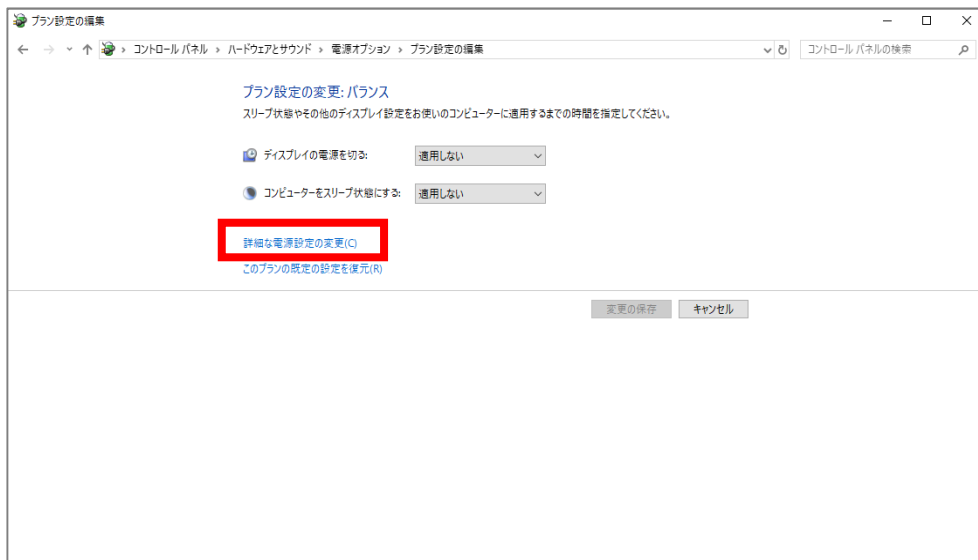 プラン設定の編集
コントロール パネル › ハードウェアとサウンド › 電源オプション › プラン設定の編集
コントロール パネルの検索
プラン設定の変更: バランス
スリープ状態やその他のディスプレイ設定をお使いのコンピューターに適用するまでの時間を指定してください。
ディスプレイの電源を切る: 適用しない
コンピューターをスリープ状態にする: 適用しない
詳細な電源設定の変更(C)
このプランの既定の設定を復元(R)
変更の保存 キャンセル